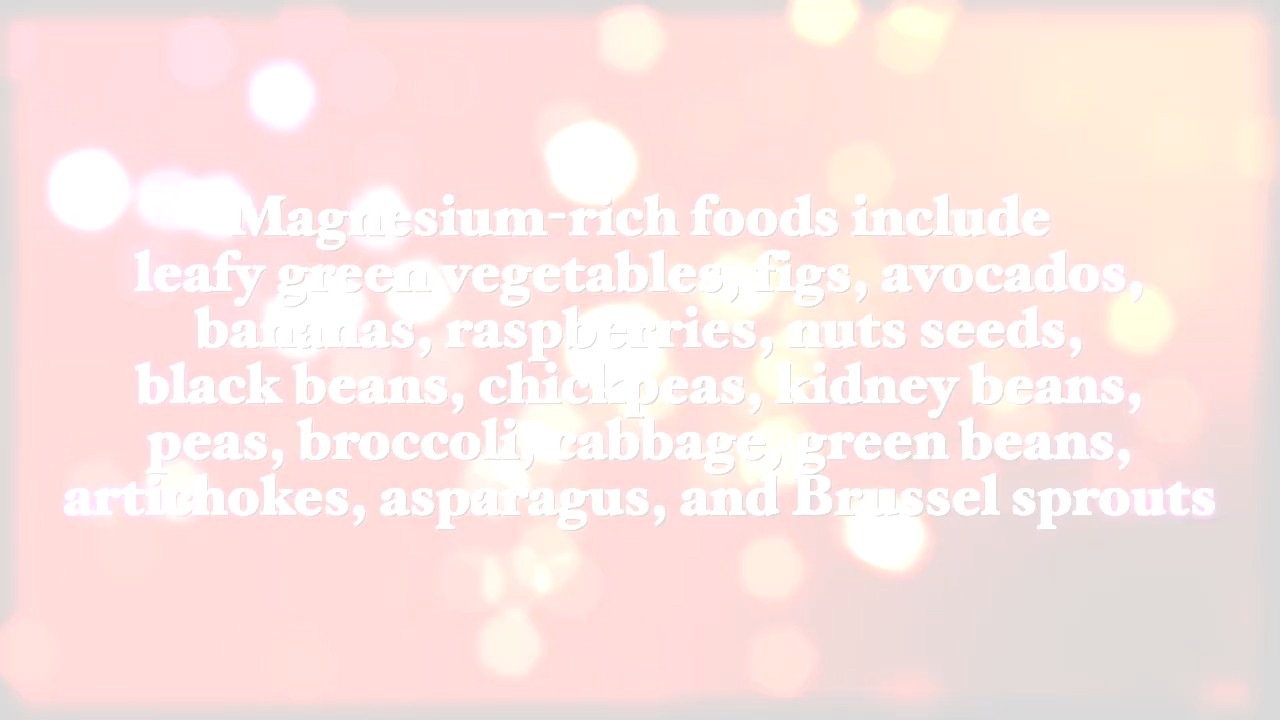 Magnesium-rich foods include
leafy green vegetables, figs, avocados,
bananas, raspberries, nuts seeds,
black beans, chickpeas, kidney beans,
peas, broccoli, cabbage, green beans,
artichokes, asparagus, and Brussel sprouts